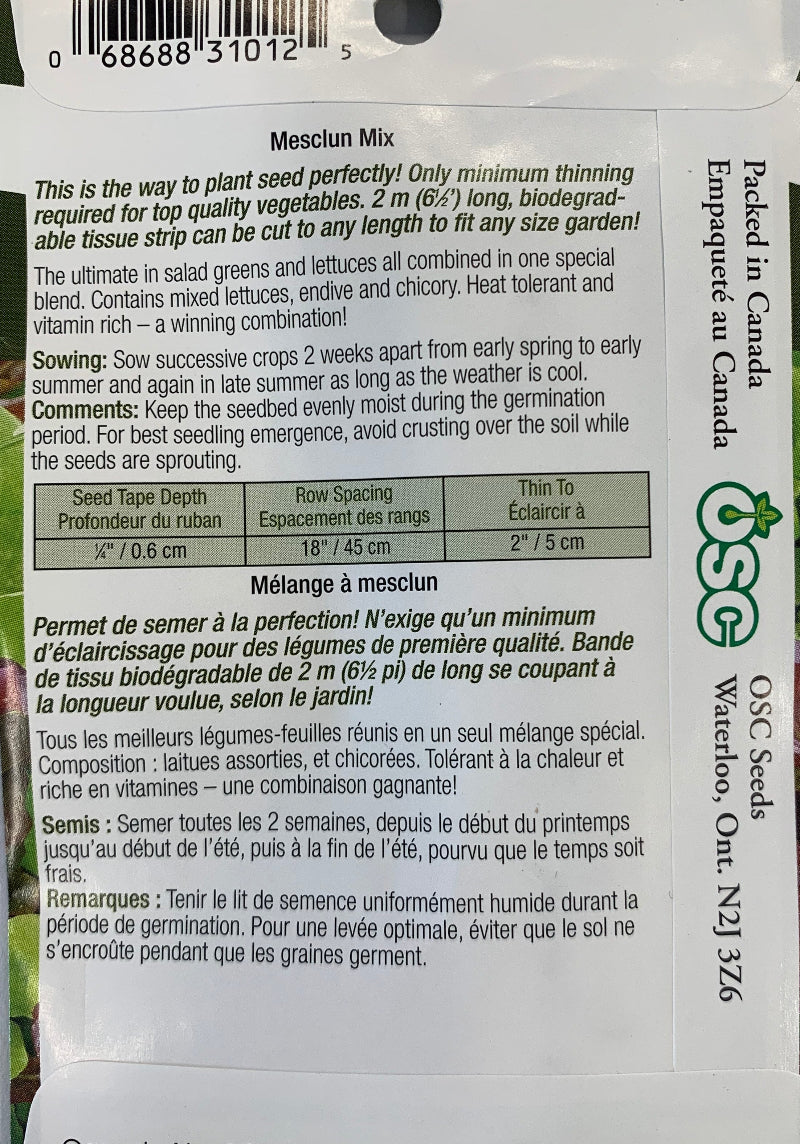 0 68688 31012 5
Mesclun Mix
This is the way to plant seed perfectly! Only minimum thinning
required for top quality vegetables. 2 m (6½') long, biodegrad-
able tissue strip can be cut to any length to fit any size garden!
The ultimate in salad greens and lettuces all combined in one special
blend. Contains mixed lettuces, endive and chicory. Heat tolerant and
vitamin rich – a winning combination!
Sowing: Sow successive crops 2 weeks apart from early spring to early
summer and again in late summer as long as the weather is cool.
Comments: Keep the seedbed evenly moist during the germination
period. For best seedling emergence, avoid crusting over the soil while
the seeds are sprouting.
Seed Tape Depth Row Spacing Thin To
Profondeur du ruban Espacement des rangs Éclaircir à
¼" / 0.6 cm 18" / 45 cm 2" / 5 cm
Mélange à mesclun
Permet de semer à la perfection! N'exige qu'un minimum
d'éclaircissage pour des légumes de première qualité. Bande
de tissu biodégradable de 2 m (6½ pi) de long se coupant à
la longueur voulue, selon le jardin!
Tous les meilleurs légumes-feuilles réunis en un seul mélange spécial.
Composition : laitues assorties, et chicorées. Tolérant à la chaleur et
riche en vitamines – une combinaison gagnante!
Semis : Semer toutes les 2 semaines, depuis le début du printemps
jusqu'au début de l'été, puis à la fin de l'été, pourvu que le temps soit
frais.
Remarques : Tenir le lit de semence uniformément humide durant la
période de germination. Pour une levée optimale, éviter que le sol ne
s'encroûte pendant que les graines germent.
Packed in Canada
Empaqueté au Canada
OSC
OSC Seeds
Waterloo, Ont. N2J 3Z6